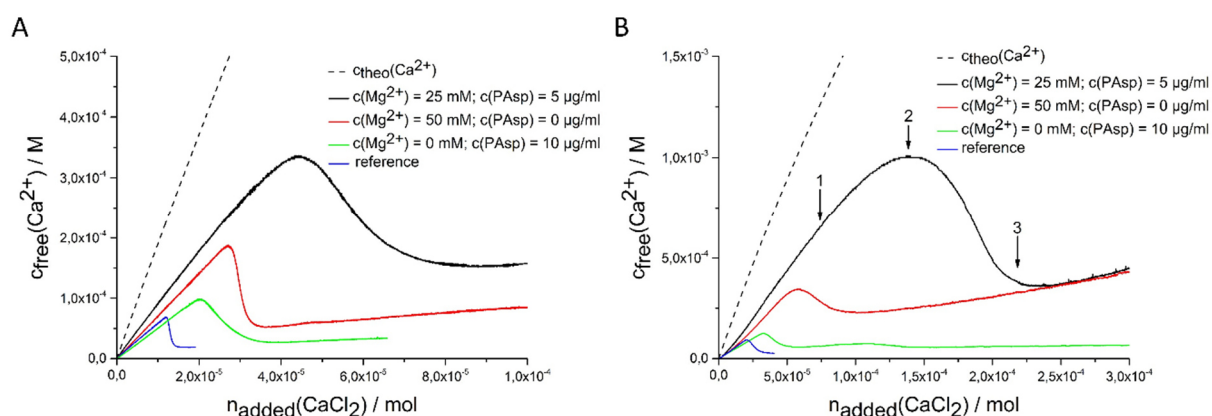 A
5,0x10⁻⁴
4,0x10⁻⁴
3,0x10⁻⁴
2,0x10⁻⁴
1,0x10⁻⁴
0,0
c_free(Ca²⁺) / M
c_theo(Ca²⁺)
c(Mg²⁺) = 25 mM; c(PAsp) = 5 µg/ml
c(Mg²⁺) = 50 mM; c(PAsp) = 0 µg/ml
c(Mg²⁺) = 0 mM; c(PAsp) = 10 µg/ml
reference
0,0 2,0x10⁻⁵ 4,0x10⁻⁵ 6,0x10⁻⁵ 8,0x10⁻⁵ 1,0x10⁻⁴
n_added(CaCl₂) / mol
B
1,5x10⁻³
1,0x10⁻³
5,0x10⁻⁴
0,0
c_free(Ca²⁺) / M
c_theo(Ca²⁺)
c(Mg²⁺) = 25 mM; c(PAsp) = 5 µg/ml
c(Mg²⁺) = 50 mM; c(PAsp) = 0 µg/ml
c(Mg²⁺) = 0 mM; c(PAsp) = 10 µg/ml
reference
1
2
3
0,0 5,0x10⁻⁵ 1,0x10⁻⁴ 1,5x10⁻⁴ 2,0x10⁻⁴ 2,5x10⁻⁴ 3,0x10⁻⁴
n_added(CaCl₂) / mol